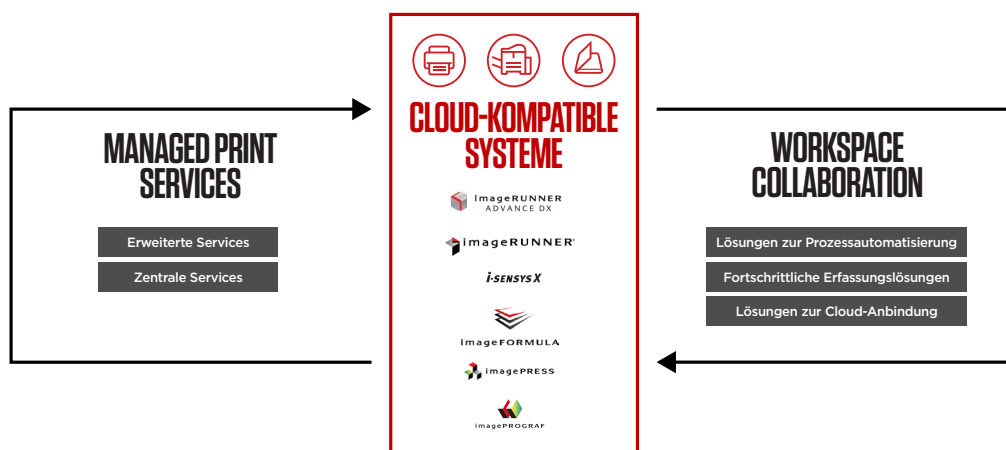 MANAGED PRINT
SERVICES
Erweiterte Services
Zentrale Services
CLOUD-KOMPATIBLE
SYSTEME
imageRUNNER
ADVANCE DX
imageRUNNER
i-SENSYS X
imageFORMULA
imagePRESS
imagePROGRAF
WORKSPACE
COLLABORATION
Lösungen zur Prozessautomatisierung
Fortschrittliche Erfassungslösungen
Lösungen zur Cloud-Anbindung